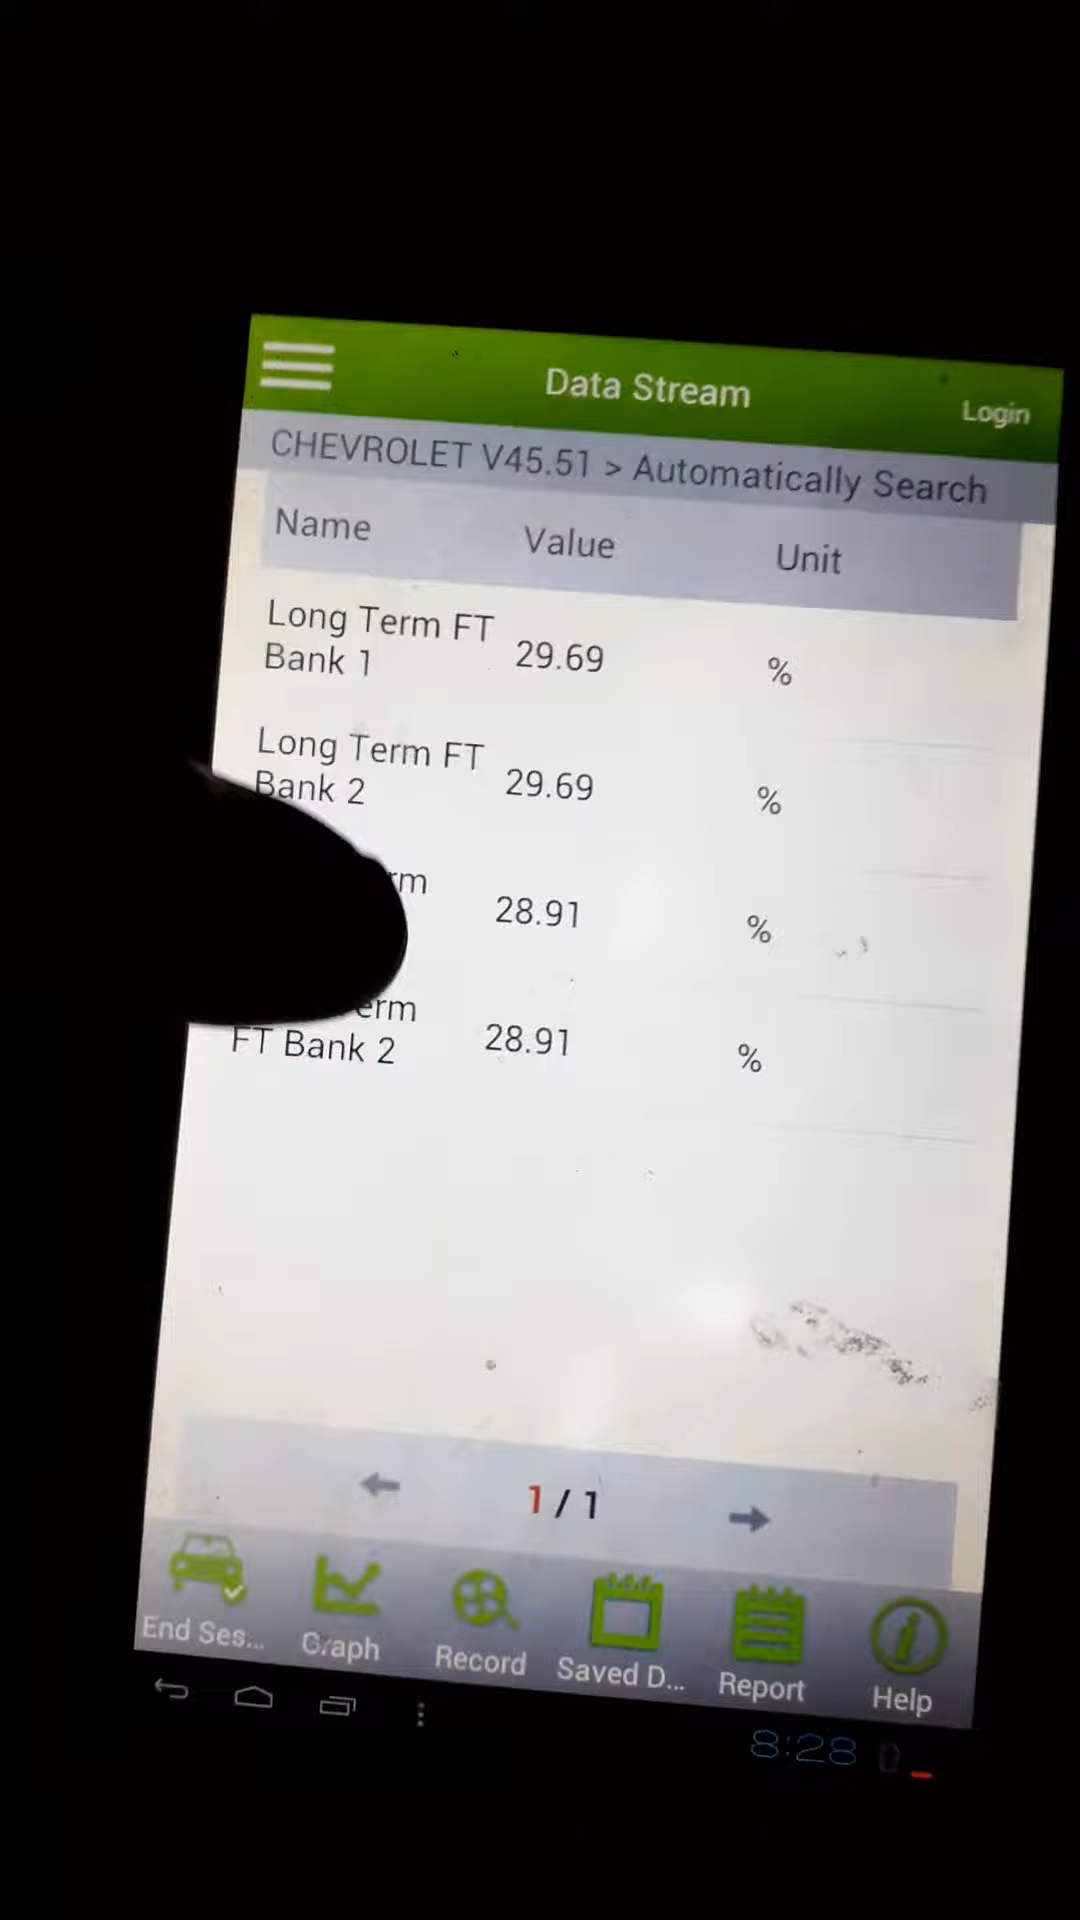 Data Stream
Login
CHEVROLET V45.51 > Automatically Search
Name Value Unit
Long Term FT
Bank 1 29.69 %
Long Term FT
Bank 2 29.69 %
rm
28.91 %
erm
FT Bank 2 28.91 %
1 / 1
End Ses... Graph Record Saved D... Report Help
8:28